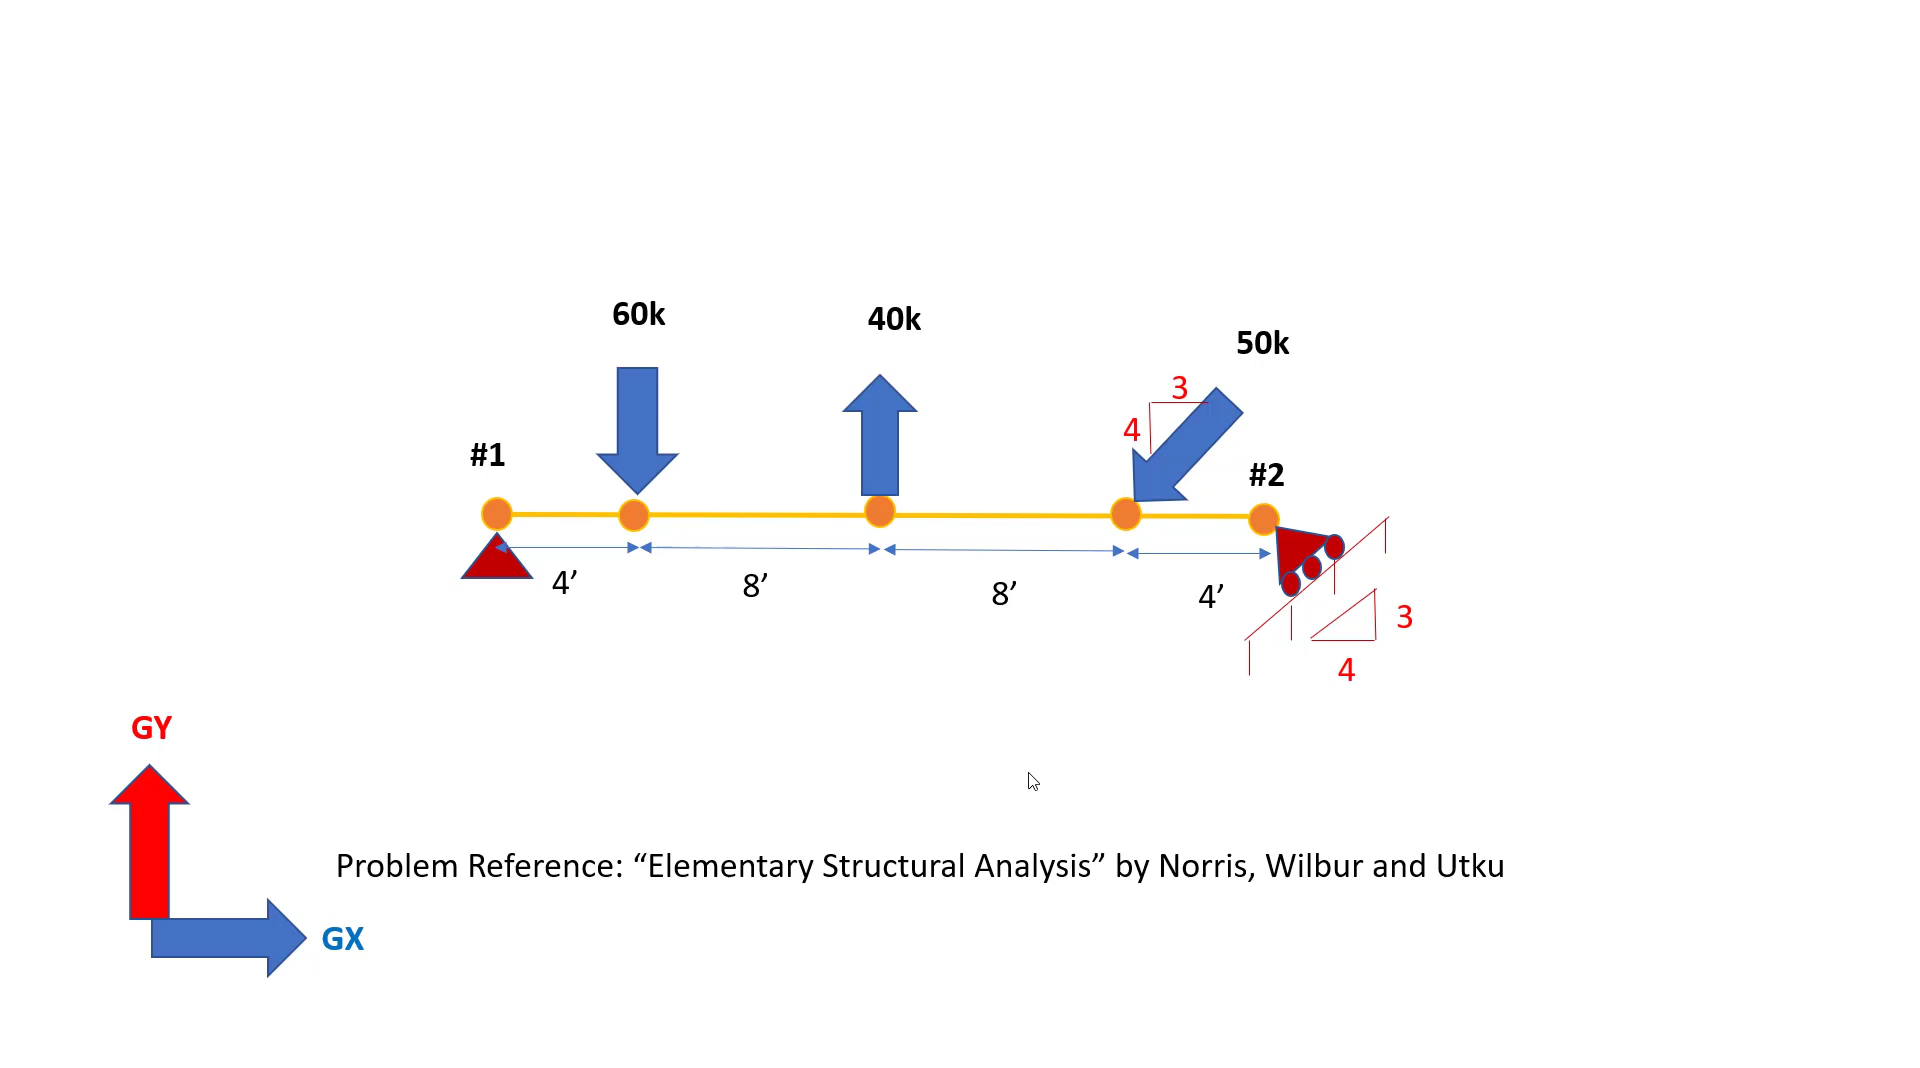 60k
40k
50k
3
4
#1
#2
4’
8’
8’
4’
3
4
GY
Problem Reference: “Elementary Structural Analysis” by Norris, Wilbur and Utku
GX